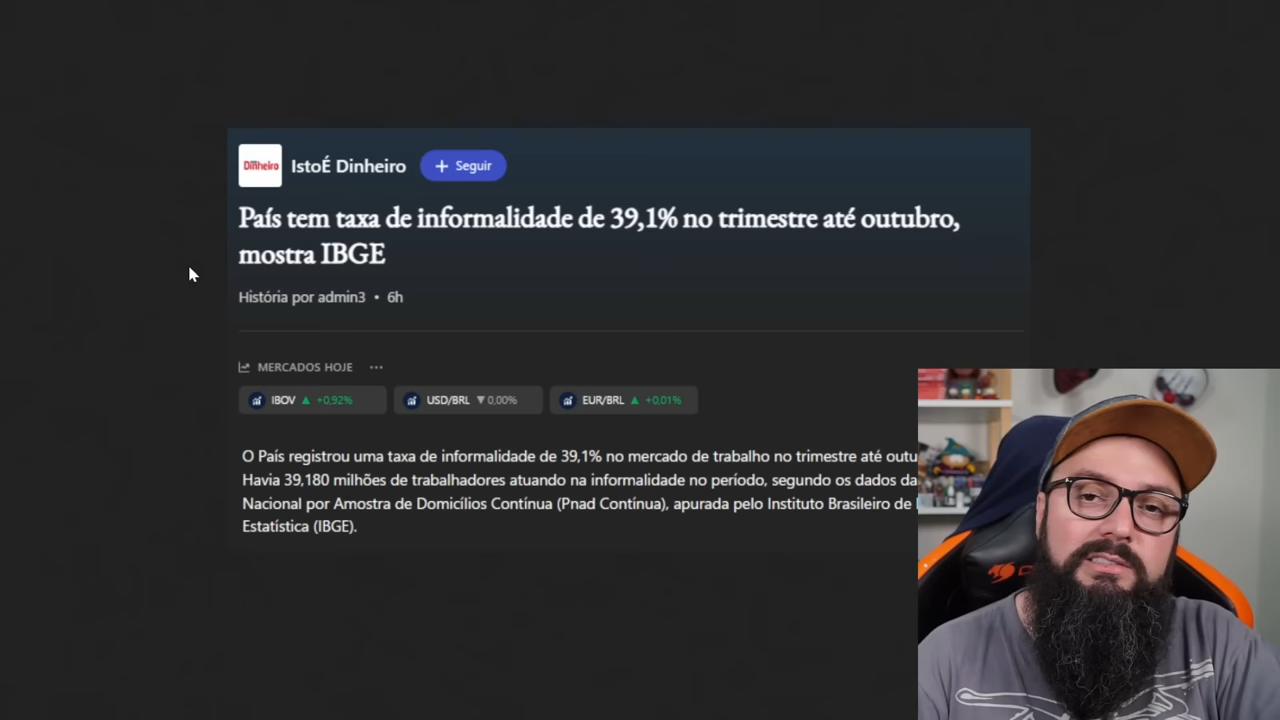 Dinheiro
IstoÉ Dinheiro
+ Seguir
País tem taxa de informalidade de 39,1% no trimestre até outubro,
mostra IBGE
História por admin3 • 6h
MERCADOS HOJE ...
IBOV ▲ +0,92%
USD/BRL ▼ 0,00%
EUR/BRL ▲ +0,01%
O País registrou uma taxa de informalidade de 39,1% no mercado de trabalho no trimestre até outu
Havia 39,180 milhões de trabalhadores atuando na informalidade no período, segundo os dados da
Nacional por Amostra de Domicílios Contínua (Pnad Contínua), apurada pelo Instituto Brasileiro de
Estatística (IBGE).